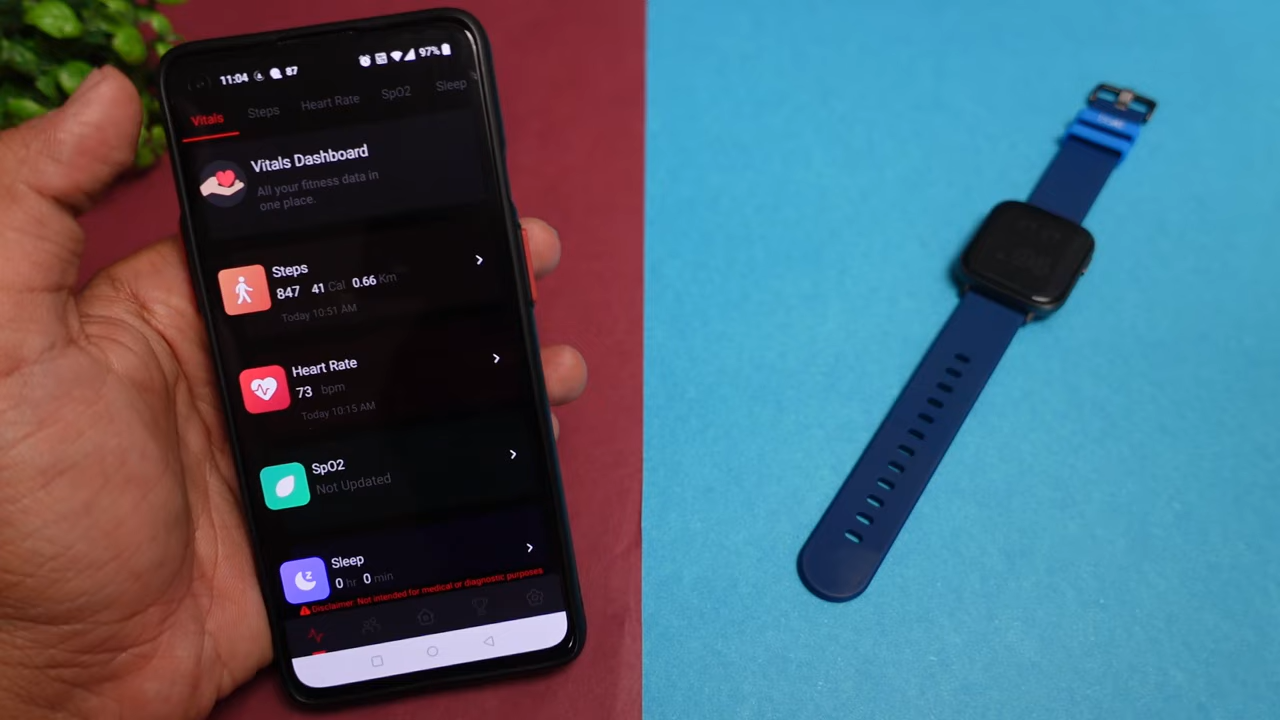 11:04 87 97%
Vitals Steps Heart Rate SpO2 Sleep
Vitals Dashboard
All your fitness data in
one place.
Steps
847 41 Cal 0.66 Km
Today 10:51 AM
Heart Rate
73 bpm
Today 10:15 AM
SpO2
Not Updated
Sleep
0 hr 0 min
Disclaimer: Not intended for medical or diagnostic purposes